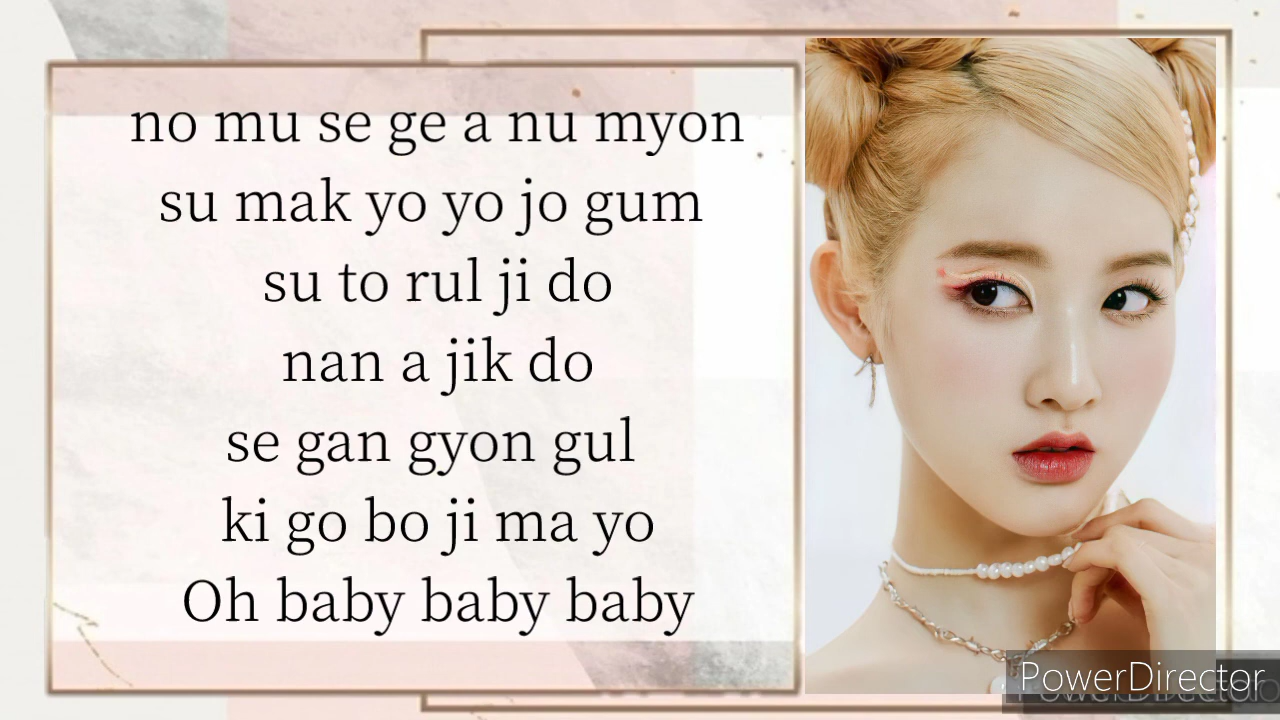 no mu se ge a nu myon
su mak yo yo jo gum
su to rul ji do
nan a jik do
se gan gyon gul
ki go bo ji ma yo
Oh baby baby baby
PowerDirector